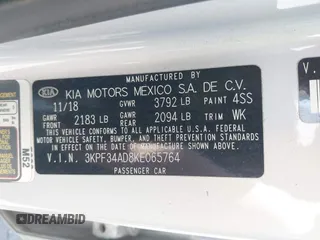 MANUFACTURED BY
KIA KIA MOTORS MEXICO S.A. DE C.V.
11/18 GVWR 3792 LB PAINT 4SS
GAWR FR 2183 LB GAWR 2094 LB TRIM WK
THIS VEHICLE CONFORMS TO ALL APPLICABLE U.S.A. FEDERAL MOTOR
VEHICLE SAFETY, BUMPER, AND THEFT PREVENTION STANDARDS IN
EFFECT ON THE DATE OF MANUFACTURE SHOWN ABOVE.
V.I.N. 3KPF34AD8KE065764
PASSENGER CAR
M52
V.
DREAMBID